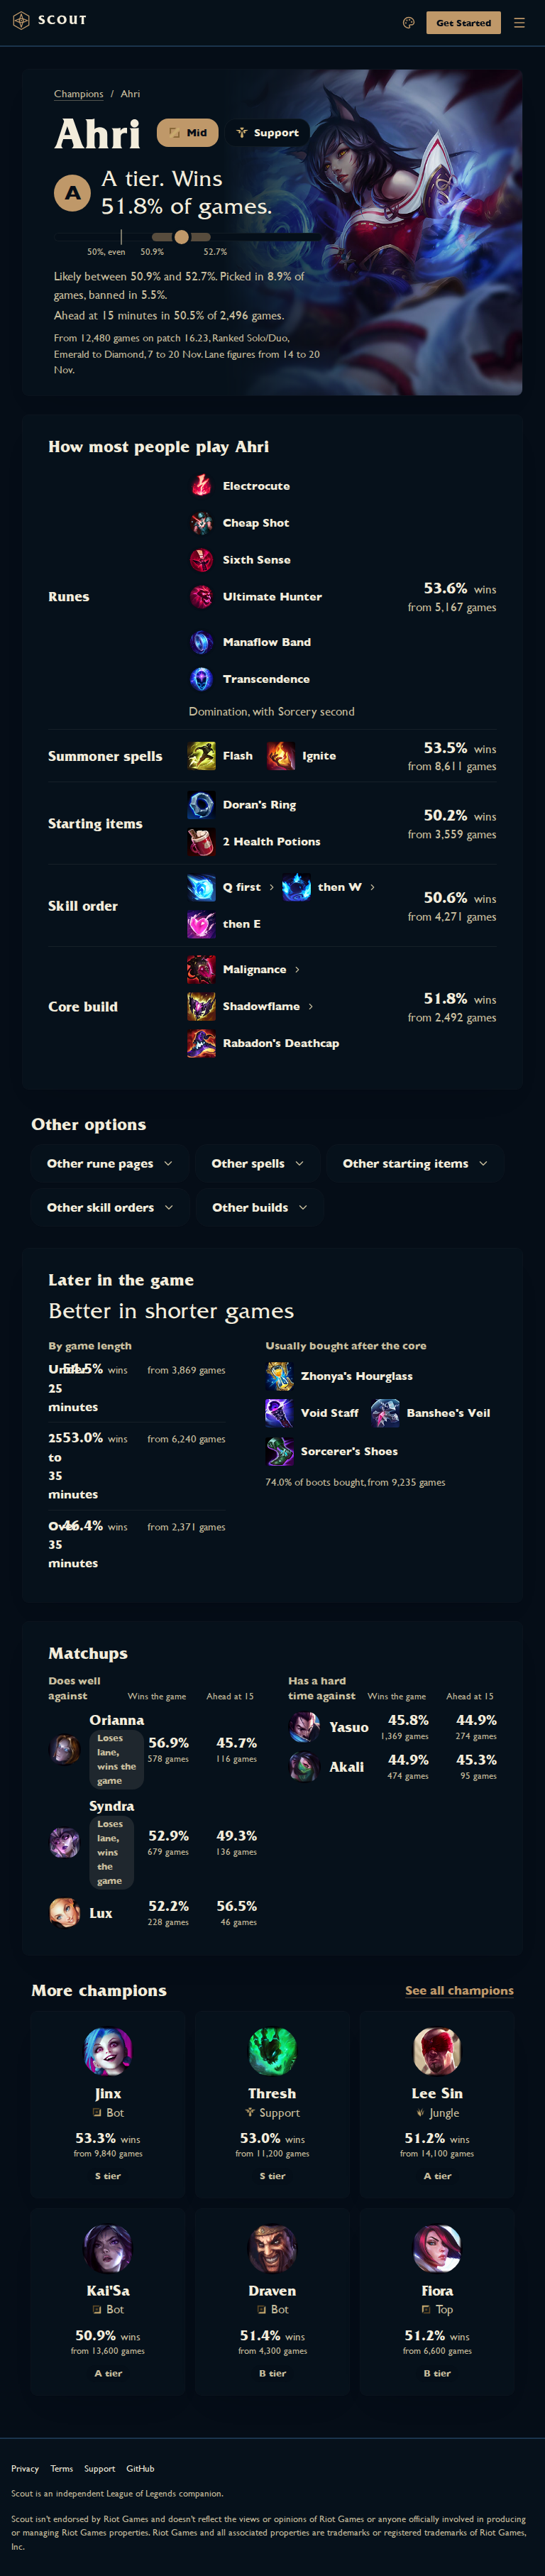 SCOUT
Get Started
Champions / Ahri
Ahri
Mid
Support
A
A tier. Wins
51.8% of games.
50%, even
50.9%
52.7%
Likely between 50.9% and 52.7%. Picked in 8.9% of
games, banned in 5.5%.
Ahead at 15 minutes in 50.5% of 2,496 games.
From 12,480 games on patch 16.23, Ranked Solo/Duo,
Emerald to Diamond, 7 to 20 Nov. Lane figures from 14 to 20
Nov.
How most people play Ahri
Runes
Electrocute
Cheap Shot
Sixth Sense
Ultimate Hunter
Manaflow Band
Transcendence
Domination, with Sorcery second
53.6% wins
from 5,167 games
Summoner spells
Flash
Ignite
53.5% wins
from 8,611 games
Starting items
Doran's Ring
2 Health Potions
50.2% wins
from 3,559 games
Skill order
Q first
then W
then E
50.6% wins
from 4,271 games
Core build
Malignance
Shadowflame
Rabadon's Deathcap
51.8% wins
from 2,492 games
Other options
Other rune pages
Other spells
Other starting items
Other skill orders
Other builds
Later in the game
Better in shorter games
By game length
Under
25
minutes
54.5% wins
from 3,869 games
25
to
35
minutes
53.0% wins
from 6,240 games
Over
35
minutes
46.4% wins
from 2,371 games
Usually bought after the core
Zhonya's Hourglass
Void Staff
Banshee's Veil
Sorcerer's Shoes
74.0% of boots bought, from 9,235 games
Matchups
Does well
against
Wins the game
Ahead at 15
Orianna
Loses
lane,
wins the
game
56.9%
578 games
45.7%
116 games
Syndra
Loses
lane,
wins
the
game
52.9%
679 games
49.3%
136 games
Lux
52.2%
228 games
56.5%
46 games
Has a hard
time against
Wins the game
Ahead at 15
Yasuo
45.8%
1,369 games
44.9%
274 games
Akali
44.9%
474 games
45.3%
95 games
More champions
See all champions
Jinx
Bot
53.3% wins
from 9,840 games
S tier
Thresh
Support
53.0% wins
from 11,200 games
S tier
Lee Sin
Jungle
51.2% wins
from 14,100 games
A tier
Kai'Sa
Bot
50.9% wins
from 13,600 games
A tier
Draven
Bot
51.4% wins
from 4,300 games
B tier
Fiora
Top
51.2% wins
from 6,600 games
B tier
Privacy
Terms
Support
GitHub
Scout is an independent League of Legends companion.
Scout isn't endorsed by Riot Games and doesn't reflect the views or opinions of Riot Games or anyone officially involved in producing
or managing Riot Games properties. Riot Games and all associated properties are trademarks or registered trademarks of Riot Games,
Inc.